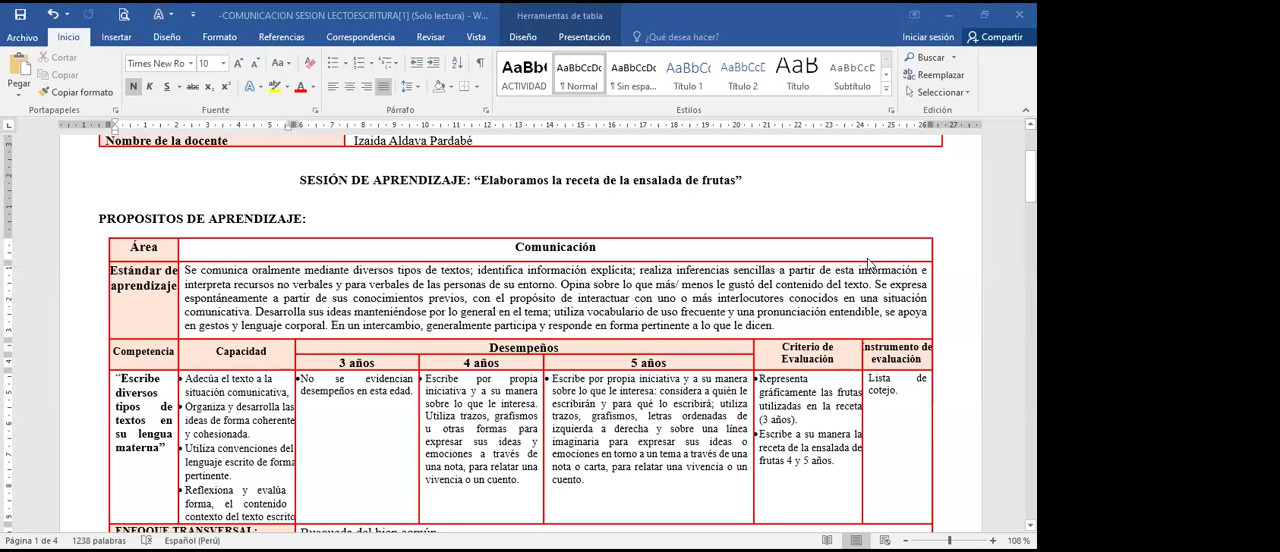 -COMUNICACION SESION LECTOESCRITURA[1] (Solo lectura) - W...
Herramientas de tabla
Archivo
Inicio
Insertar
Diseño
Formato
Referencias
Correspondencia
Revisar
Vista
Diseño
Presentación
¿Qué desea hacer?
Iniciar sesión
Compartir
Pegar
Cortar
Copiar
Copiar formato
Portapapeles
Times New Ro
10
N K S abc x₂ x²
Fuente
Párrafo
AaBbC
ACTIVIDAD
AaBbCcDc
¶ Normal
AaBbCcDc
¶ Sin espa...
AaBbCc
Título 1
AaBbCcD
Título 2
AaB
Título
AaBbCcD
Subtítulo
Estilos
Buscar
Reemplazar
Seleccionar
Edición
Nombre de la docente
Izaida Aldava Pardabé
SESIÓN DE APRENDIZAJE: “Elaboramos la receta de la ensalada de frutas”
PROPOSITOS DE APRENDIZAJE:
Área
Comunicación
Estándar de
aprendizaje
Se comunica oralmente mediante diversos tipos de textos; identifica información explícita; realiza inferencias sencillas a partir de esta información e
interpreta recursos no verbales y para verbales de las personas de su entorno. Opina sobre lo que más/ menos le gustó del contenido del texto. Se expresa
espontáneamente a partir de sus conocimientos previos, con el propósito de interactuar con uno o más interlocutores conocidos en una situación
comunicativa. Desarrolla sus ideas manteniéndose por lo general en el tema; utiliza vocabulario de uso frecuente y una pronunciación entendible, se apoya
en gestos y lenguaje corporal. En un intercambio, generalmente participa y responde en forma pertinente a lo que le dicen.
Competencia
Capacidad
Desempeños
3 años
4 años
5 años
Criterio de
Evaluación
nstrumento de
evaluación
“Escribe
diversos
tipos de
textos en
su lengua
materna”
• Adecúa el texto a la
situación comunicativa,
• Organiza y desarrolla las
ideas de forma coherente
y cohesionada.
• Utiliza convenciones del
lenguaje escrito de forma
pertinente.
• Reflexiona y evalúa
forma, el contenido
contexto del texto escrito
• No se evidencian
desempeños en esta edad.
• Escribe por propia
iniciativa y a su manera
sobre lo que le interesa.
Utiliza trazos, grafismos
u otras formas para
expresar sus ideas y
emociones a través de
una nota, para relatar una
vivencia o un cuento.
• Escribe por propia iniciativa y a su manera
sobre lo que le interesa: considera a quién le
escribirán y para qué lo escribirá; utiliza
trazos, grafismos, letras ordenadas de
izquierda a derecha y sobre una línea
imaginaria para expresar sus ideas o
emociones en torno a un tema a través de una
nota o carta, para relatar una vivencia o un
cuento.
• Representa
gráficamente las frutas
utilizadas en la receta
(3 años).
• Escribe a su manera la
receta de la ensalada de
frutas 4 y 5 años.
Lista de
cotejo.
ENFOQUE TRANSVERSAL:
Busqueda del bien común
Página 1 de 4
1238 palabras
Español (Perú)
108 %